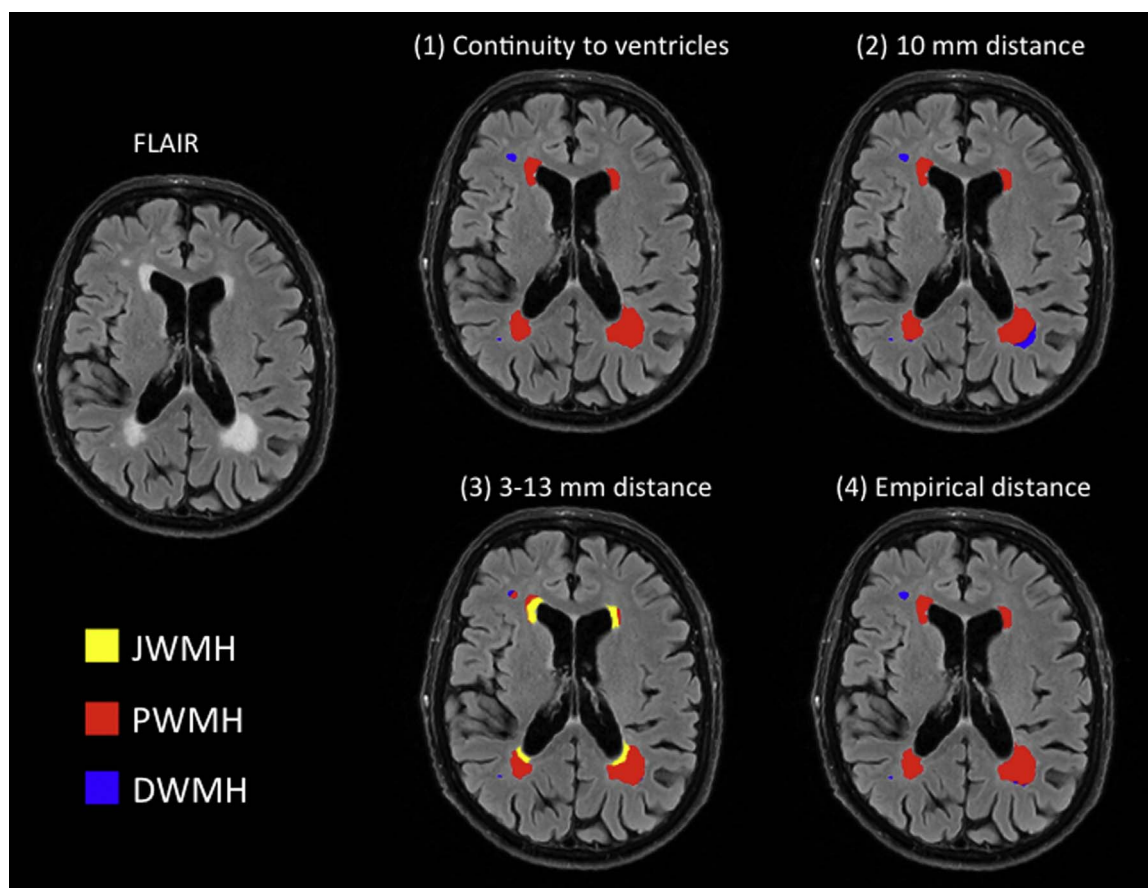 (1) Continuity to ventricles
(2) 10 mm distance
FLAIR
(3) 3-13 mm distance
(4) Empirical distance
JWMH
PWMH
DWMH